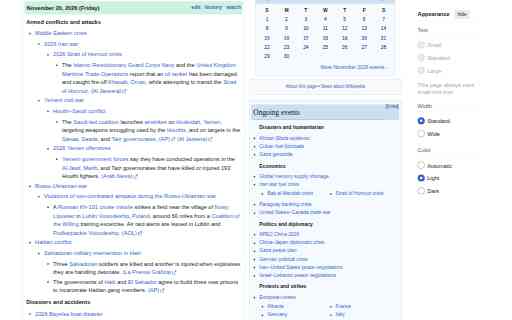 November 20, 2026 (Friday)
edit history watch
Armed conflicts and attacks
Middle Eastern crisis
2026 Iran war
2026 Strait of Hormuz crisis
The Islamic Revolutionary Guard Corps Navy and the United Kingdom
Maritime Trade Operations report that an oil tanker has been damaged
and caught fire off Khasab, Oman, while attempting to transit the Strait
of Hormuz. (Al Jazeera)
Yemeni civil war
Houthi–Saudi conflict
The Saudi-led coalition launches airstrikes on Hudaydah, Yemen,
targeting weapons smuggling used by the Houthis, and on targets in the
Sanaa, and Taiz governorates. (AP) (Al Jazeera)
2026 Yemen offensives
Yemeni government forces say they have conducted operations in the
Al-Jawf, Marib, and Taiz governorates that have killed or injured 193
Houthi fighters. (Arab News)
Russo-Ukrainian war
Violations of non-combatant airspace during the Russo-Ukrainian war
A Russian Kh-101 cruise missile strikes a field near the village of
in Lublin Voivodeship, Poland, around 60 miles from a Coalition of
the Willing training exercise. Air raid alerts are issued in Lublin and
Podkarpackie Voivodeship. (AOL)
Haitian conflict
Salvadoran military intervention in Haiti
Three Salvadoran soldiers are killed and another is injured when explosives
they are handling detonate. (La Prensa Gráfica)
The governments of Haiti and El Salvador agree to build three new prisons
to incarcerate Haitian gang members. (AP)
Disasters and accidents
2026 Bayelsa boat disaster
S M T W T F S
1 2 3 4 5 6 7
8 9 10 11 12 13 14
15 16 17 18 19 20 21
22 23 24 25 26 27 28
29 30
More November 2026 events...
About this page • News about Wikipedia
Ongoing events
Disasters and humanitarian
African Ebola epidemic
Cuban fuel blockade
Gaza genocide
Economics
Global memory supply shortage
Iran war fuel crisis
Bab al-Mandab crisis
Strait of Hormuz crisis
Paraguay banking crisis
United States–Canada trade war
Politics and diplomacy
APEC China 2026
China–Japan diplomatic crisis
Gaza peace plan
German political crisis
Iran–United States negotiations
Israel–Lebanon peace negotiations
Protests and strikes
European unrest
Albania
France
Germany
Italy
Appearance hide
Text
Small
Standard
Large
This page always uses
small font size
Width
Standard
Wide
Color
Automatic
Light
Dark